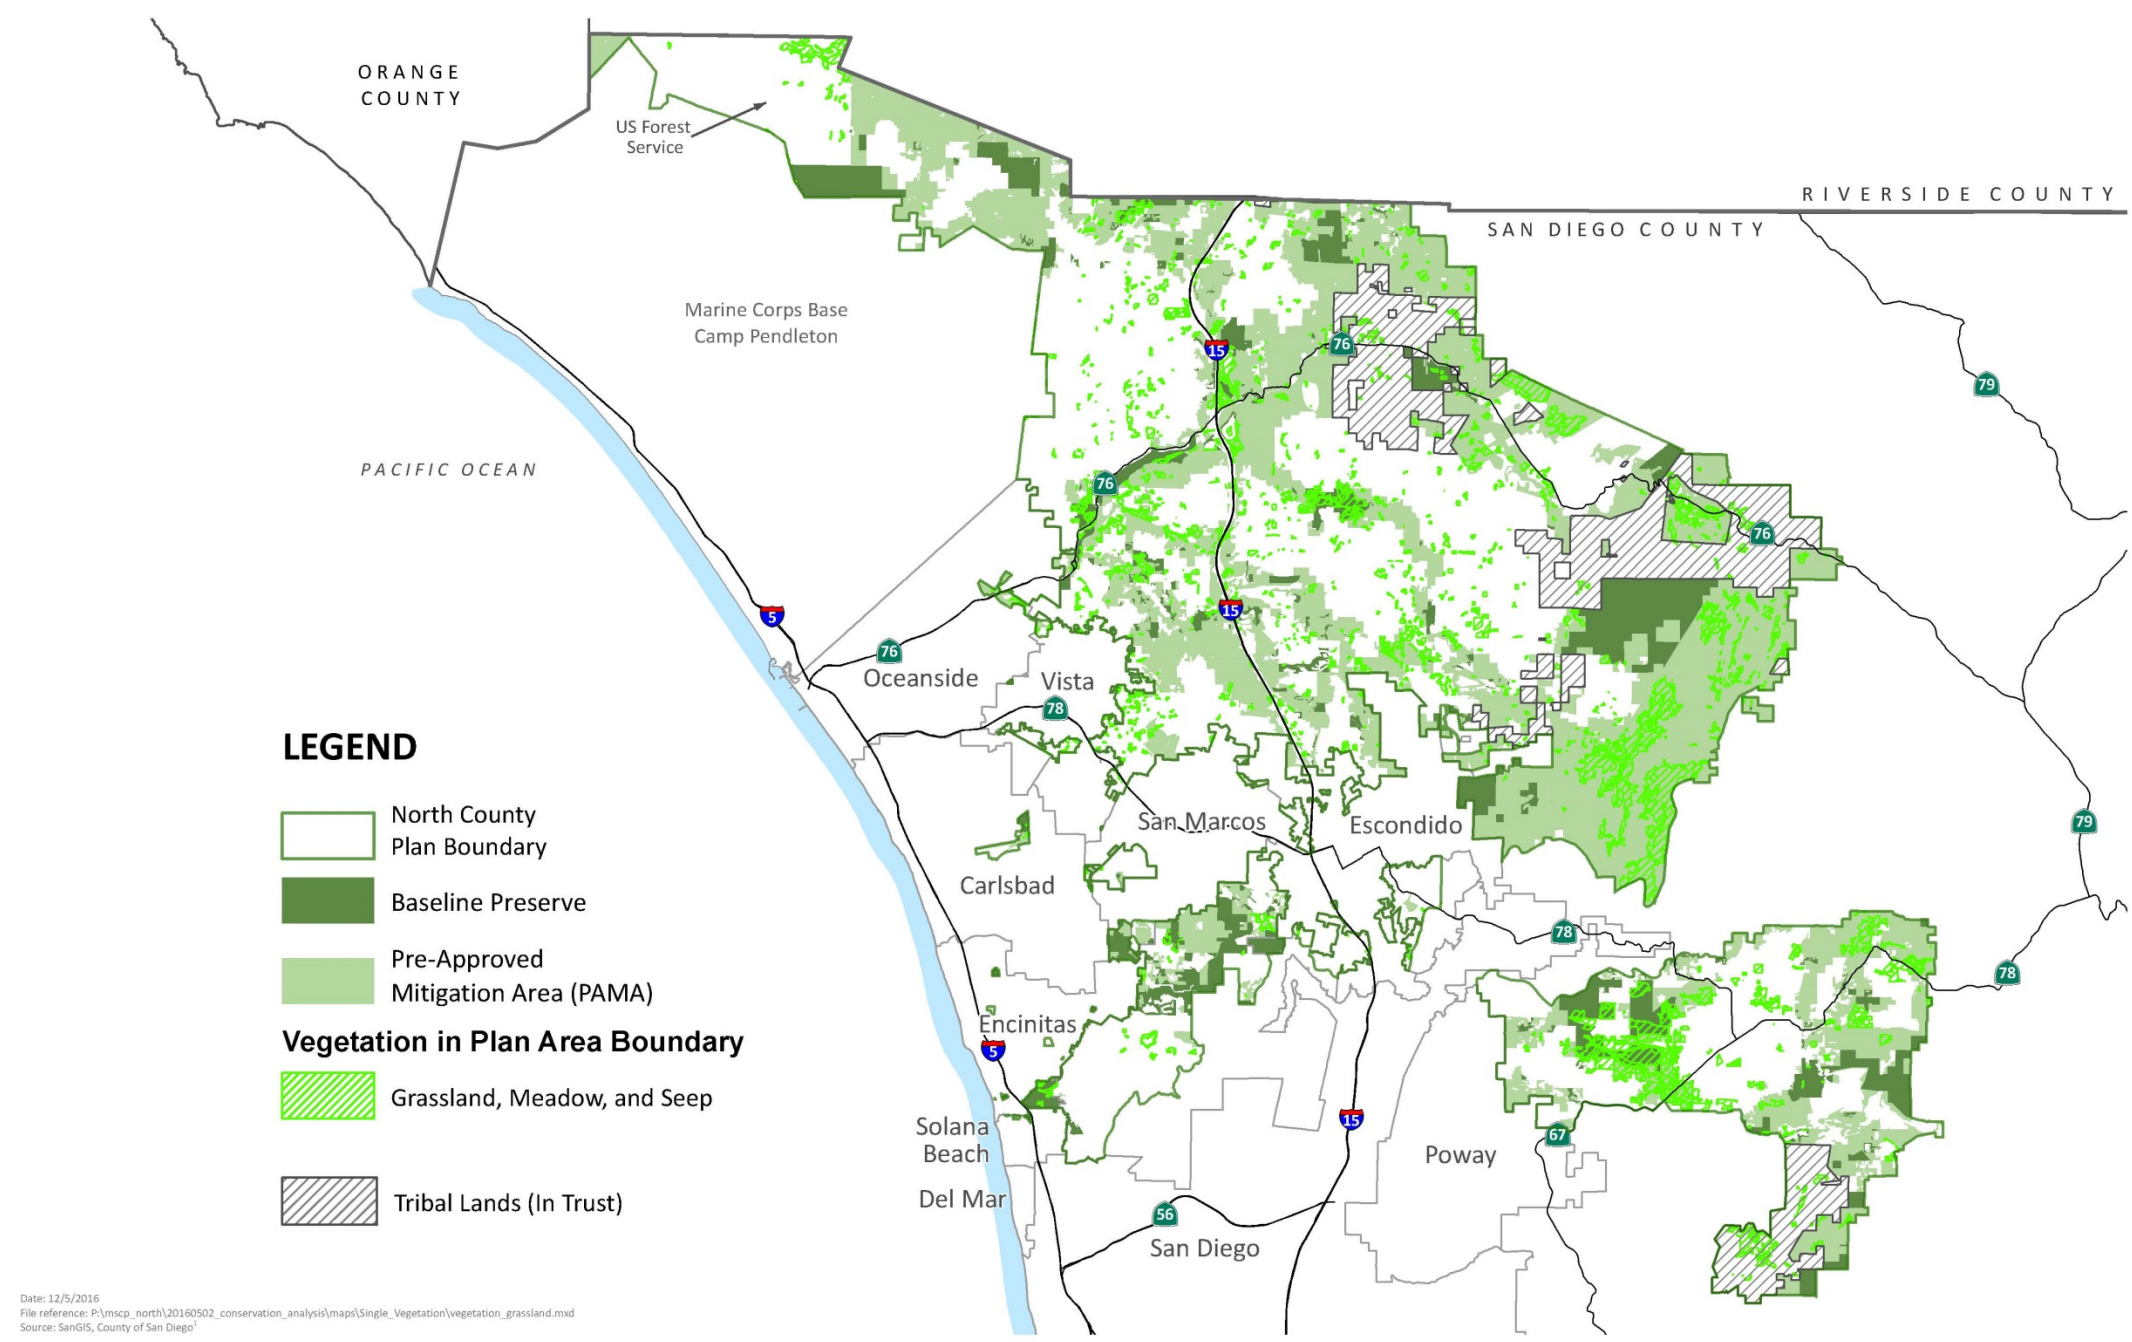 ORANGE
COUNTY
US Forest
Service
RIVERSIDE COUNTY
SAN DIEGO COUNTY
Marine Corps Base
Camp Pendleton
15
76
79
PACIFIC OCEAN
76
76
5
15
76
Oceanside
Vista
78
LEGEND
North County
Plan Boundary
Baseline Preserve
Pre-Approved
Mitigation Area (PAMA)
Vegetation in Plan Area Boundary
Grassland, Meadow, and Seep
Tribal Lands (In Trust)
San Marcos
Escondido
79
Carlsbad
78
78
Encinitas
5
Solana
Beach
15
67
Poway
Del Mar
56
San Diego
Date: 12/5/2016
File reference: P:\mscp_north\20160502_conservation_analysis\maps\Single_Vegetation\vegetation_grassland.mxd
Source: SanGIS, County of San Diego¹